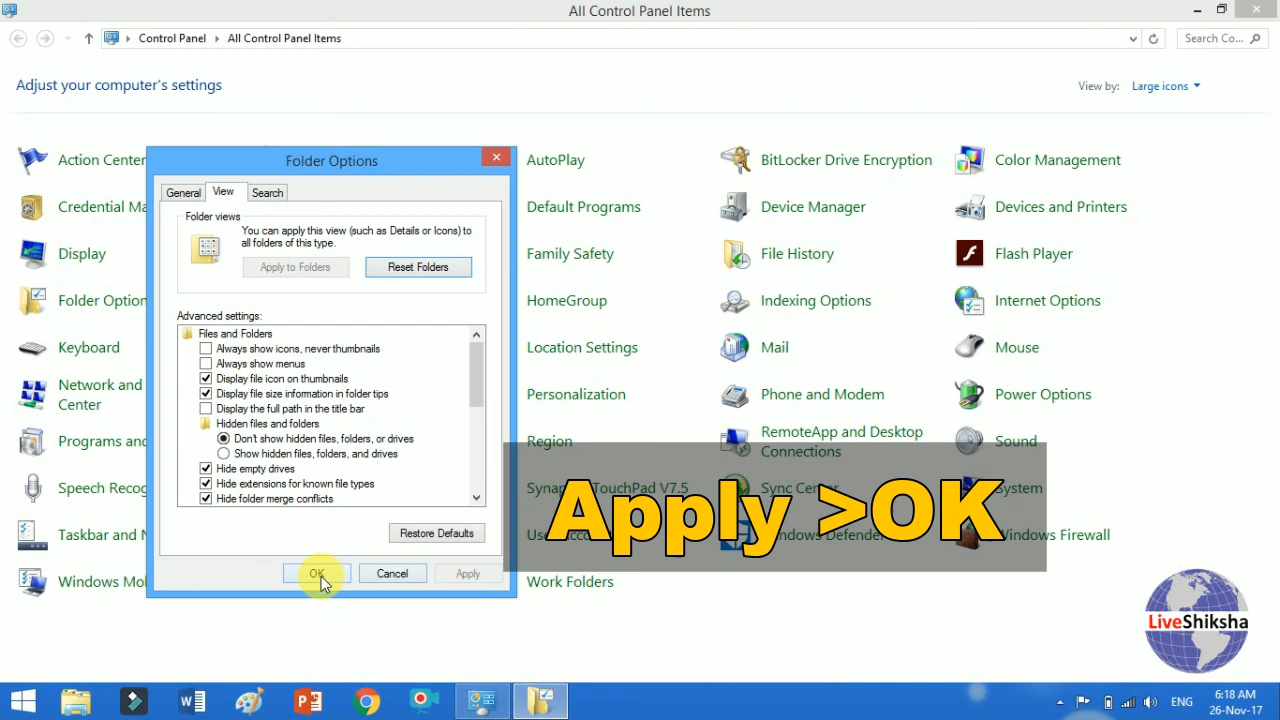 All Control Panel Items
Control Panel
All Control Panel Items
Search Co...
Adjust your computer's settings
View by:
Large icons
Action Center
AutoPlay
BitLocker Drive Encryption
Color Management
Credential Ma
Default Programs
Device Manager
Devices and Printers
Display
Family Safety
File History
Flash Player
Folder Option
HomeGroup
Indexing Options
Internet Options
Keyboard
Location Settings
Mail
Mouse
Network and
Center
Personalization
Phone and Modem
Power Options
Programs and
Region
RemoteApp and Desktop
Connections
Sound
Speech Recog
Synap TouchPad V7.5
Sync Center
System
Taskbar and N
Windows Defender
Windows Firewall
Windows Mob
Work Folders
Folder Options
General
View
Search
Folder views
You can apply this view (such as Details or Icons) to
all folders of this type.
Apply to Folders
Reset Folders
Advanced settings:
Files and Folders
Always show icons, never thumbnails
Always show menus
Display file icon on thumbnails
Display file size information in folder tips
Display the full path in the title bar
Hidden files and folders
Don't show hidden files, folders, or drives
Show hidden files, folders, and drives
Hide empty drives
Hide extensions for known file types
Hide folder merge conflicts
Restore Defaults
OK
Cancel
Apply
Apply >OK
LiveShiksha
ENG
6:18 AM
26-Nov-17